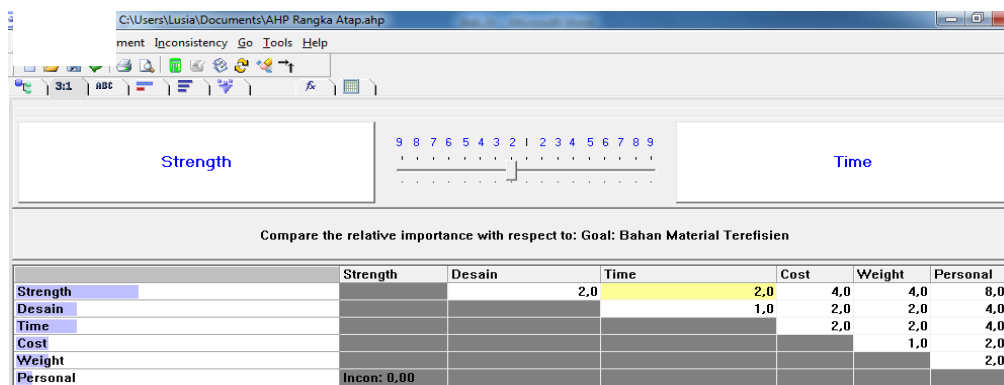 C:\Users\Lusia\Documents\AHP Rangka Atap.ahp
ment Inconsistency Go Tools Help
3:1 ABC fx
9 8 7 6 5 4 3 2 1 2 3 4 5 6 7 8 9
Strength Time
Compare the relative importance with respect to: Goal: Bahan Material Terefisien
Strength Desain Time Cost Weight Personal
Strength 2,0 2,0 4,0 4,0 8,0
Desain 1,0 2,0 2,0 4,0
Time 2,0 2,0 4,0
Cost 1,0 2,0
Weight 2,0
Personal Incon: 0,00